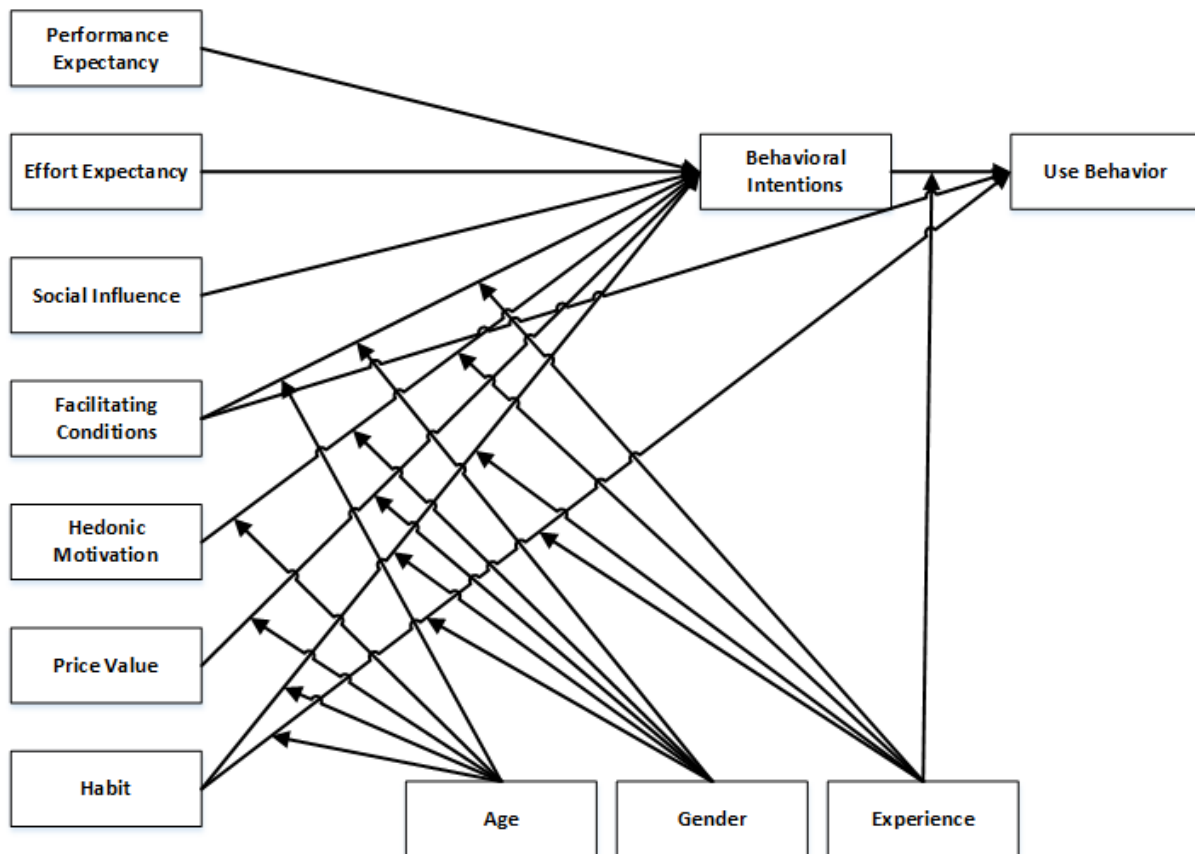 Performance
Expectancy
Effort Expectancy
Behavioral
Intentions
Use Behavior
Social Influence
Facilitating
Conditions
Hedonic
Motivation
Price Value
Habit
Age
Gender
Experience